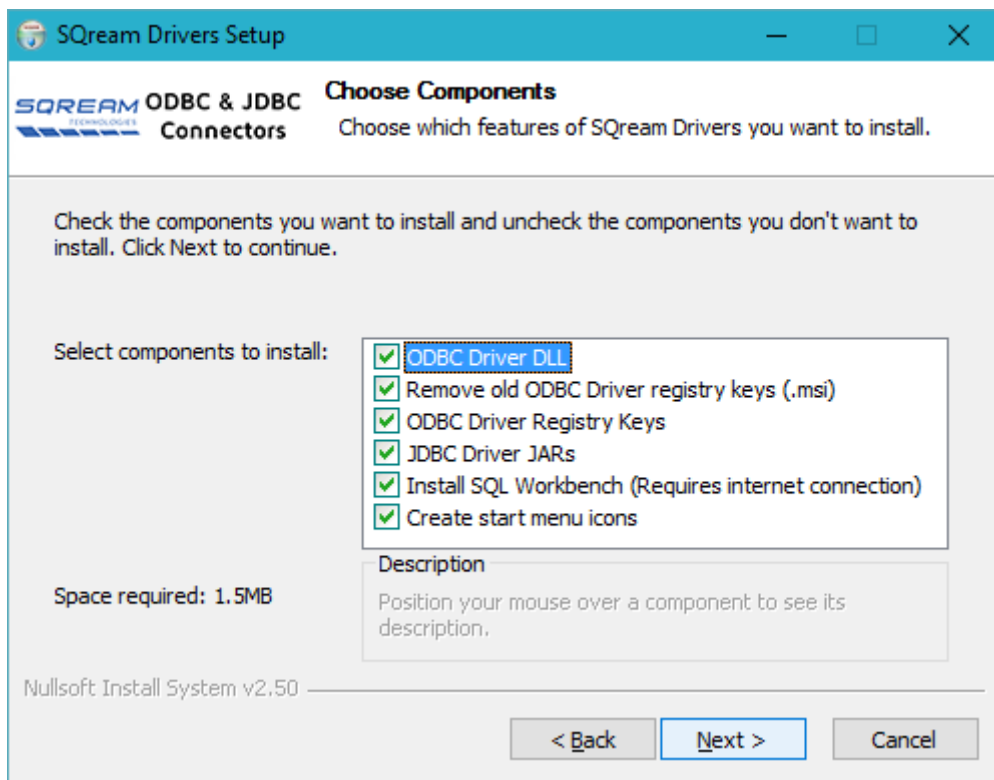 SQream Drivers Setup
SQREAM
TECHNOLOGIES
ODBC & JDBC
Connectors
Choose Components
Choose which features of SQream Drivers you want to install.
Check the components you want to install and uncheck the components you don't want to
install. Click Next to continue.
Select components to install:
ODBC Driver DLL
Remove old ODBC Driver registry keys (.msi)
ODBC Driver Registry Keys
JDBC Driver JARs
Install SQL Workbench (Requires internet connection)
Create start menu icons
Space required: 1.5MB
Description
Position your mouse over a component to see its
description.
Nullsoft Install System v2.50
< Back
Next >
Cancel